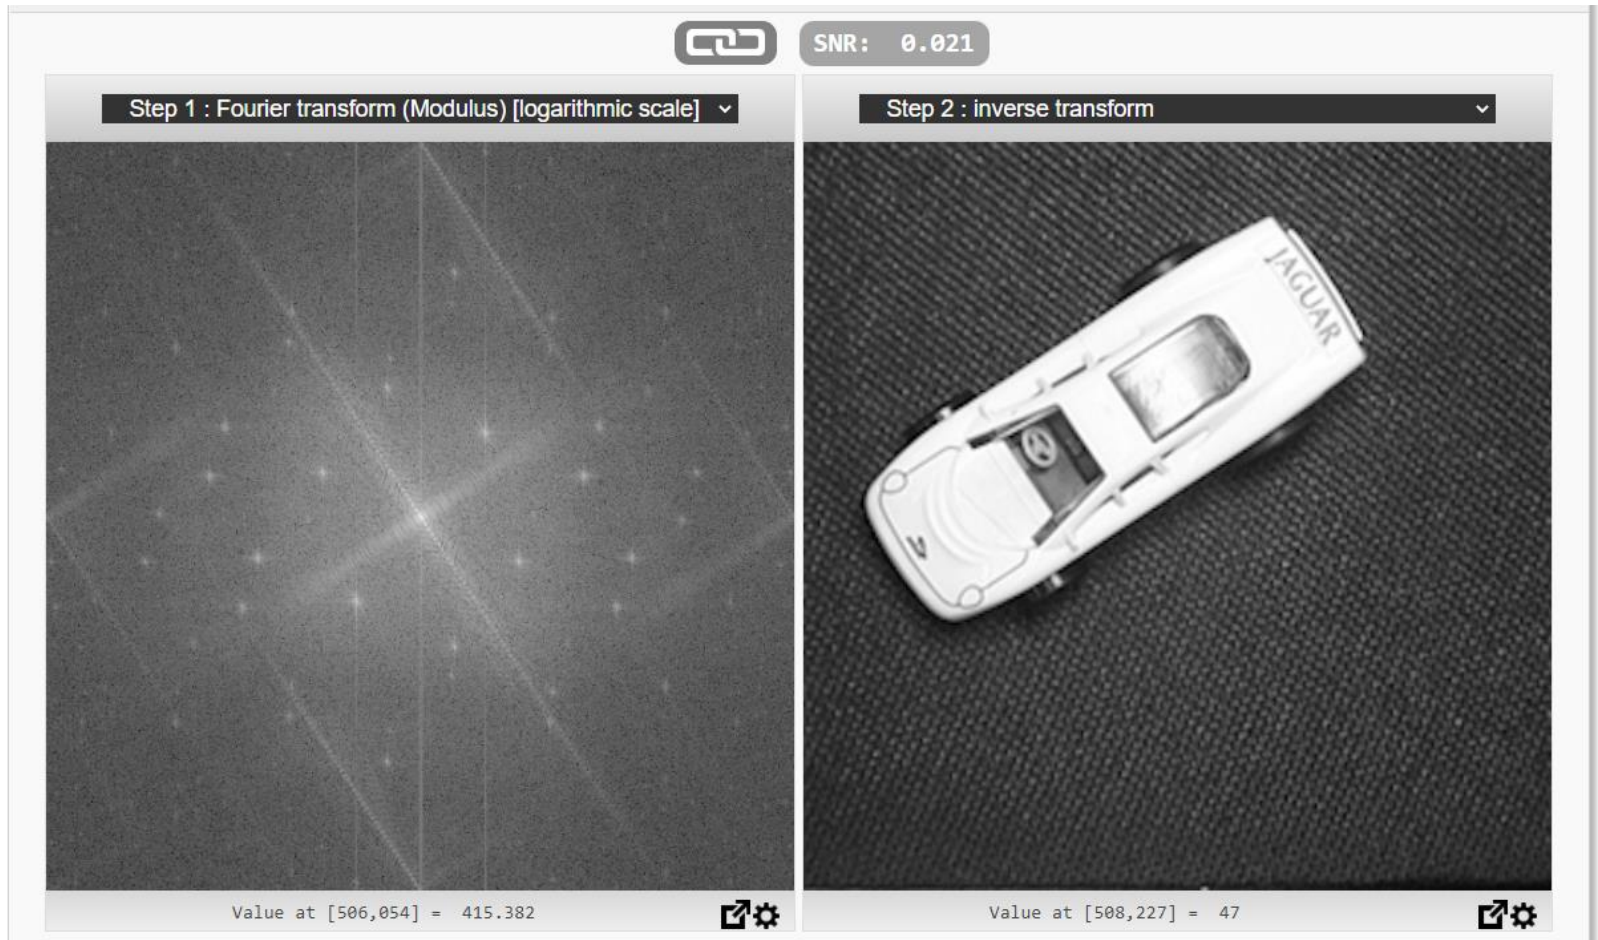 SNR: 0.021
Step 1 : Fourier transform (Modulus) [logarithmic scale]
Step 2 : inverse transform
JAGUAR
Value at [506,054] = 415.382
Value at [508,227] = 47